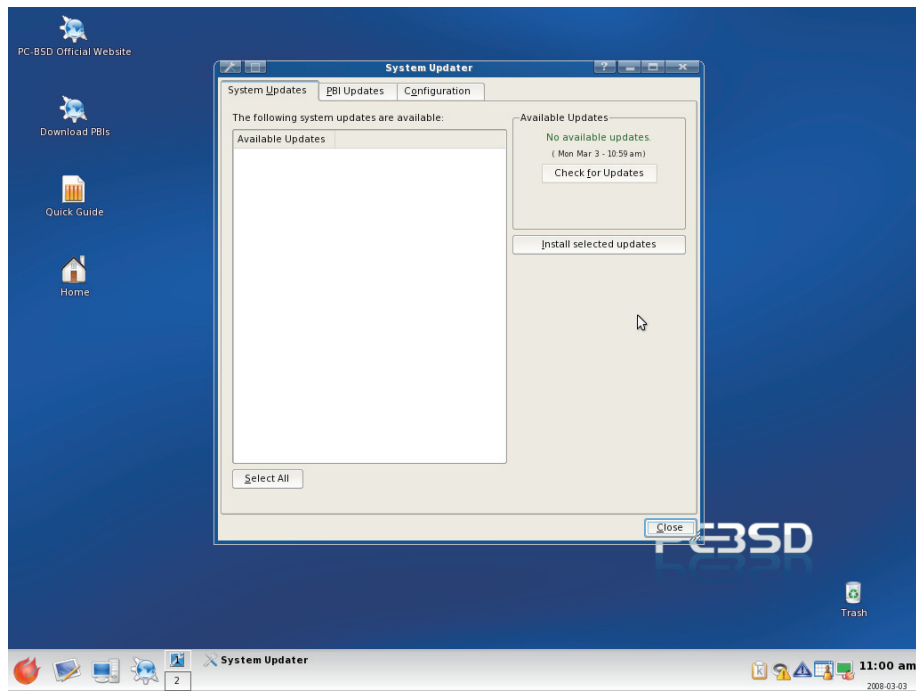 PC-BSD Official Website
Download PBIs
Quick Guide
Home
System Updater
System Updates
PBI Updates
Configuration
The following system updates are available:
Available Updates
Available Updates
No available updates.
( Mon Mar 3 - 10:59 am)
Check for Updates
Install selected updates
Select All
Close
Trash
2
System Updater
11:00 am
2008-03-03